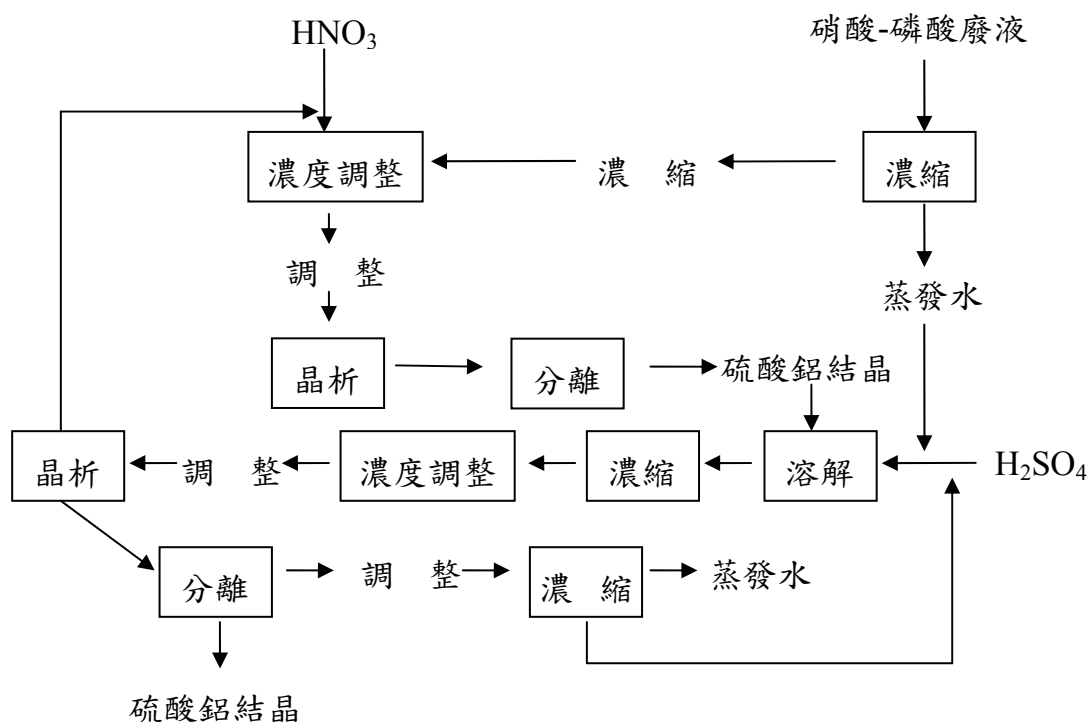 HNO₃
硝酸-磷酸廢液
濃度調整
濃 縮
濃縮
調 整
蒸發水
晶析
分離
硫酸鋁結晶
晶析
調 整
濃度調整
濃縮
溶解
H₂SO₄
分離
調 整
濃 縮
蒸發水
硫酸鋁結晶